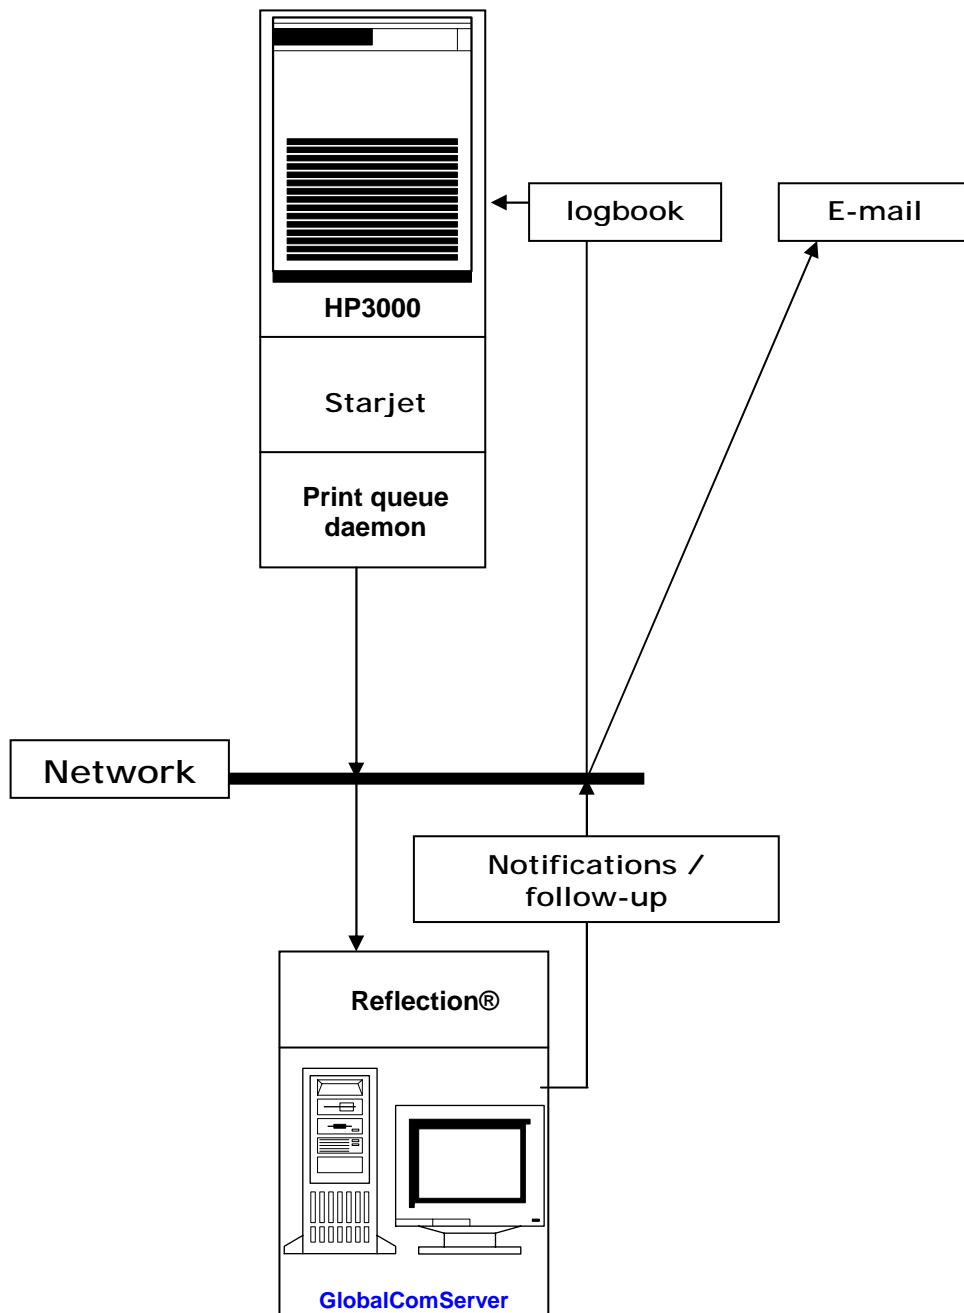 logbook
E-mail
HP3000
Starjet
Print queue
daemon
Network
Notifications /
follow-up
Reflection®
GlobalComServer